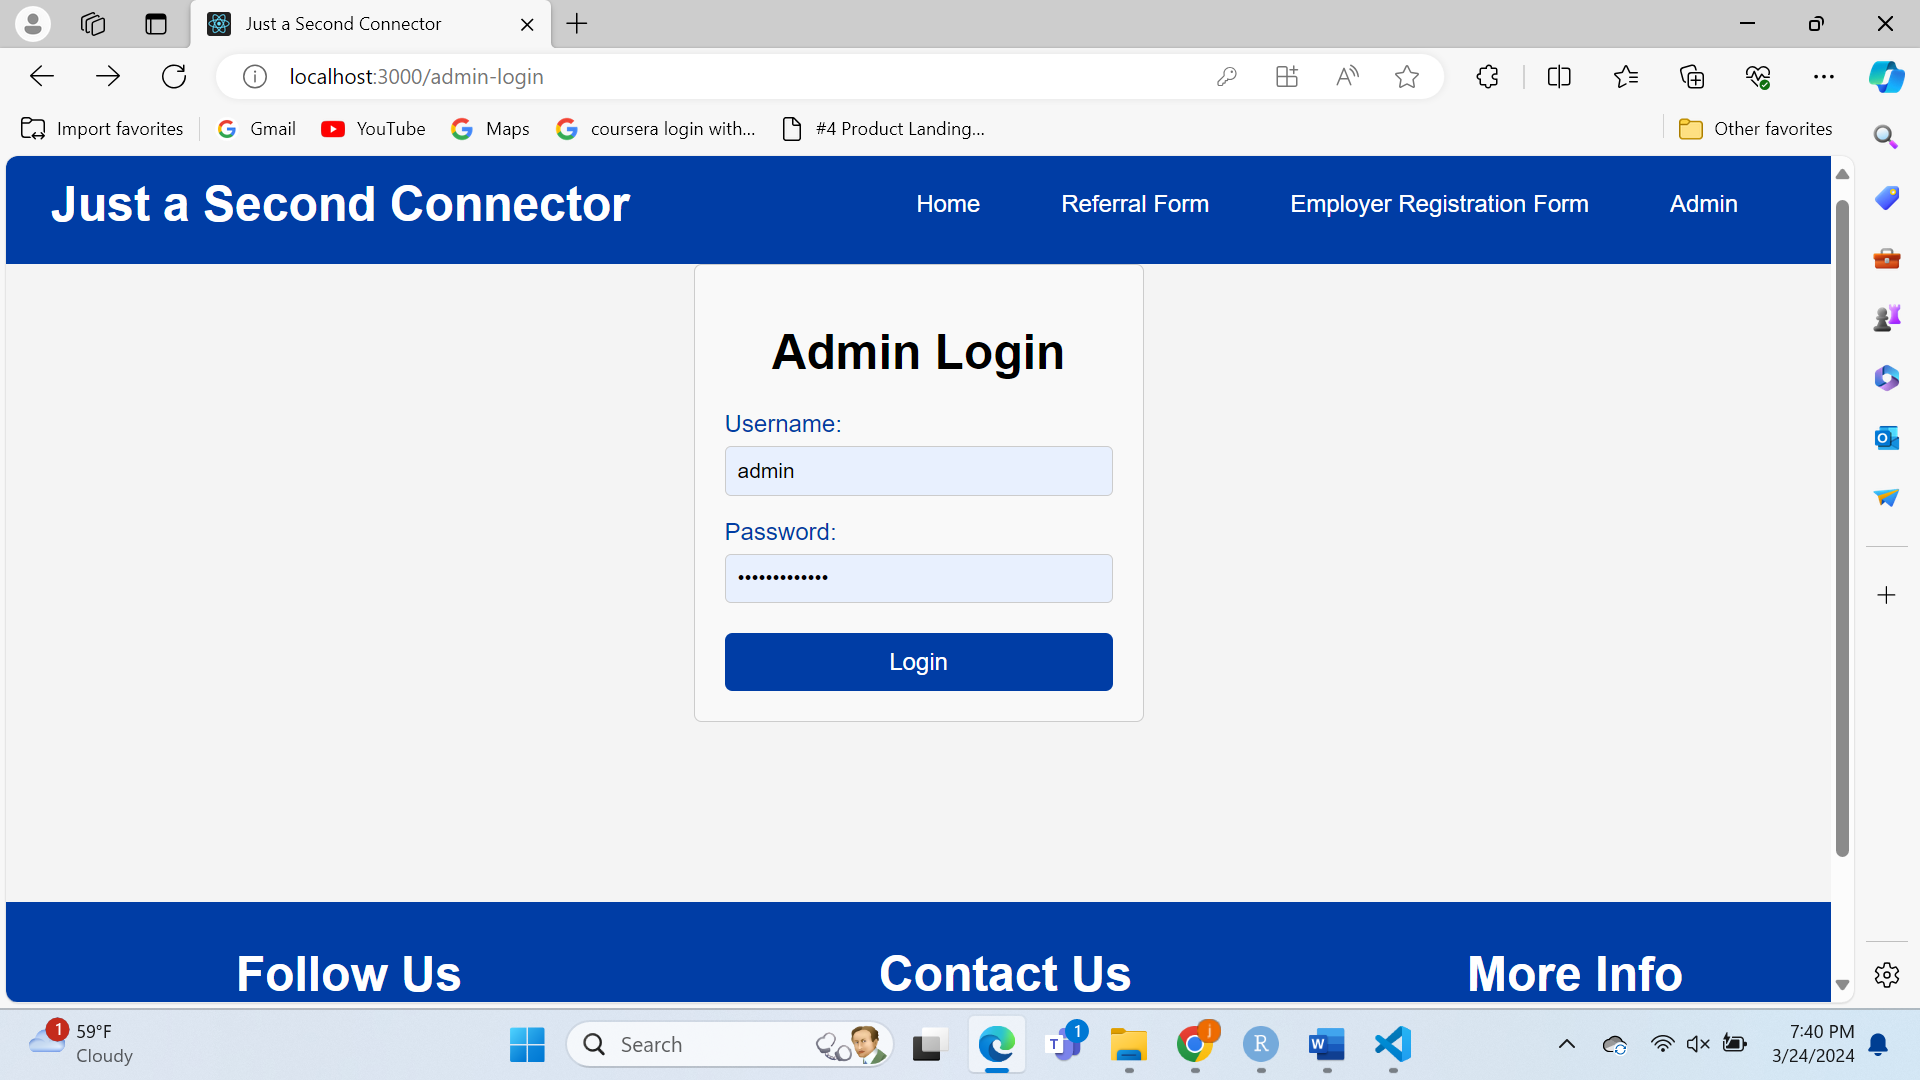 Just a Second Connector
localhost:3000/admin-login
Import favorites
Gmail
YouTube
Maps
coursera login with...
#4 Product Landing...
Other favorites
Just a Second Connector
Home
Referral Form
Employer Registration Form
Admin
Admin Login
Username:
admin
Password:
•••••••••••••
Login
Follow Us
Contact Us
More Info
1
59°F
Cloudy
Search
T
1
j
R
W
7:40 PM
3/24/2024